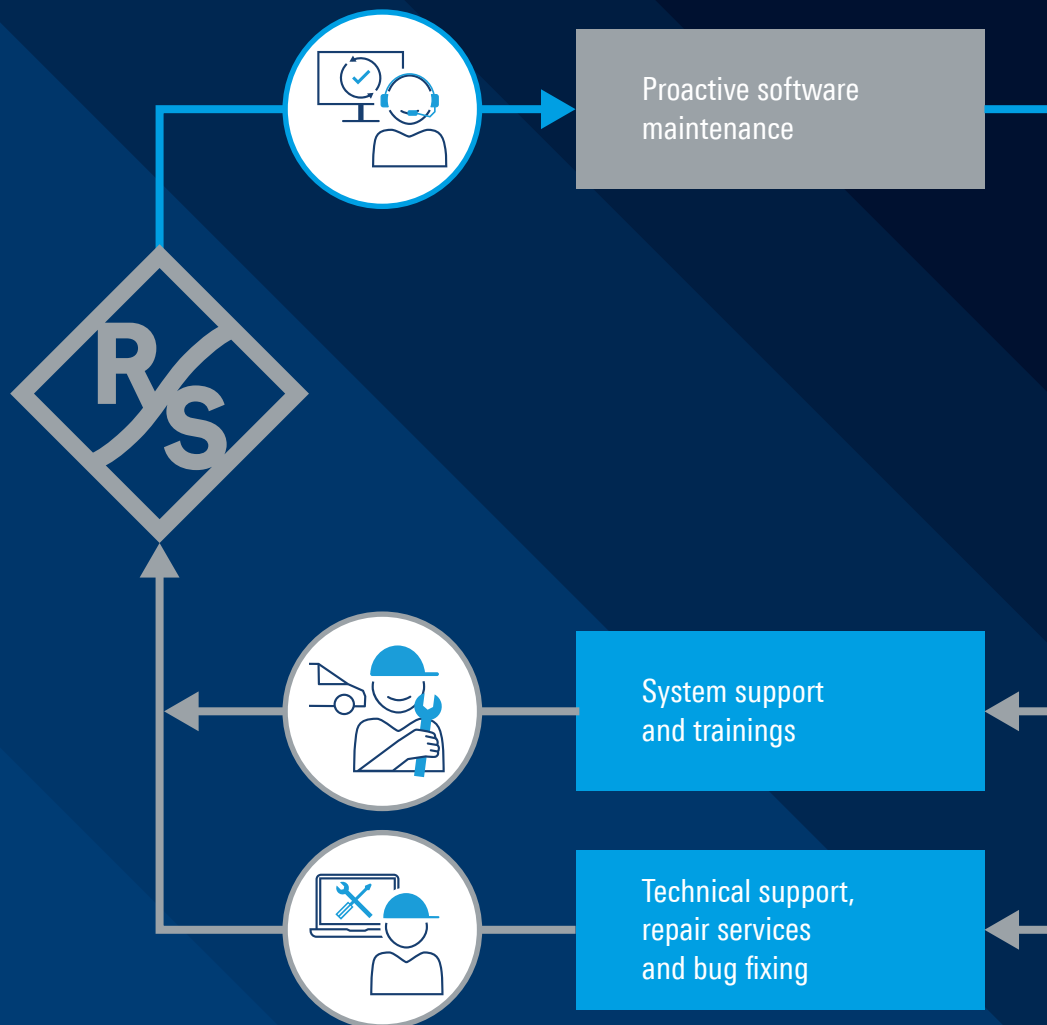 Proactive software
maintenance
R
S
System support
and trainings
Technical support,
repair services
and bug fixing